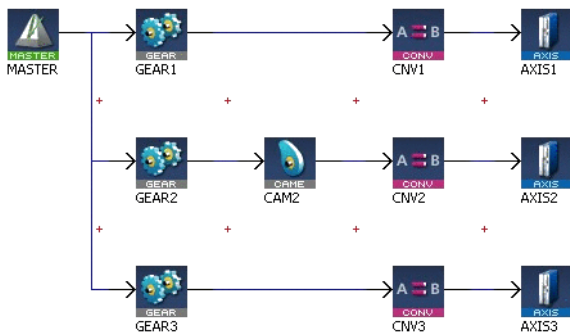 MASTER
GEAR
A B
CONV
AXIS
MASTER
GEAR1
CNV1
AXIS1
GEAR
CAME
A B
CONV
AXIS
GEAR2
CAM2
CNV2
AXIS2
GEAR
A B
CONV
AXIS
GEAR3
CNV3
AXIS3